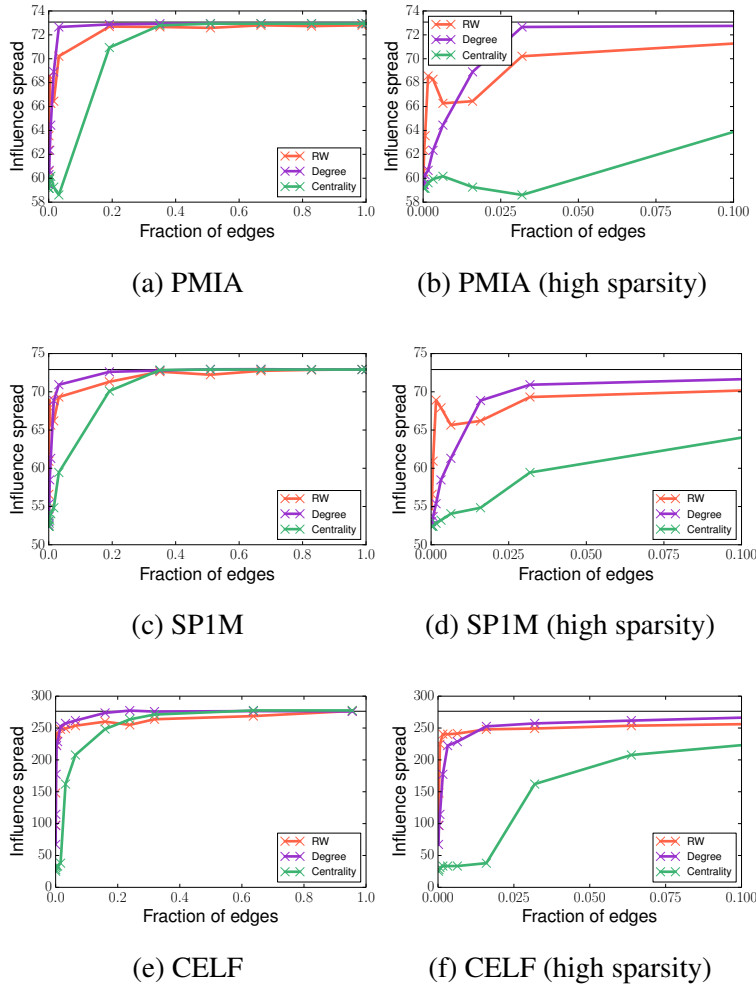 74
72
70
68
66
64
62
60
58
Influence spread
0.0 0.2 0.4 0.6 0.8 1.0
Fraction of edges
RW
Degree
Centrality
(a) PMIA
74
72
70
68
66
64
62
60
58
Influence spread
0.000 0.025 0.050 0.075 0.100
Fraction of edges
RW
Degree
Centrality
(b) PMIA (high sparsity)
75
70
65
60
55
50
Influence spread
0.0 0.2 0.4 0.6 0.8 1.0
Fraction of edges
RW
Degree
Centrality
(c) SP1M
75
70
65
60
55
50
Influence spread
0.000 0.025 0.050 0.075 0.100
Fraction of edges
RW
Degree
Centrality
(d) SP1M (high sparsity)
300
250
200
150
100
50
0
Influence spread
0.0 0.2 0.4 0.6 0.8 1.0
Fraction of edges
RW
Degree
Centrality
(e) CELF
300
250
200
150
100
50
0
Influence spread
0.000 0.025 0.050 0.075 0.100
Fraction of edges
RW
Degree
Centrality
(f) CELF (high sparsity)